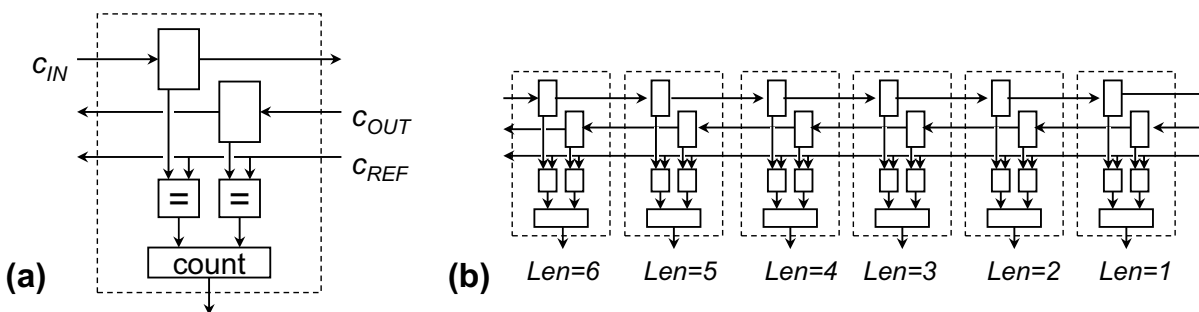 c_IN
c_OUT
c_REF
= =
count
(a)
(b)
Len=6 Len=5 Len=4 Len=3 Len=2 Len=1